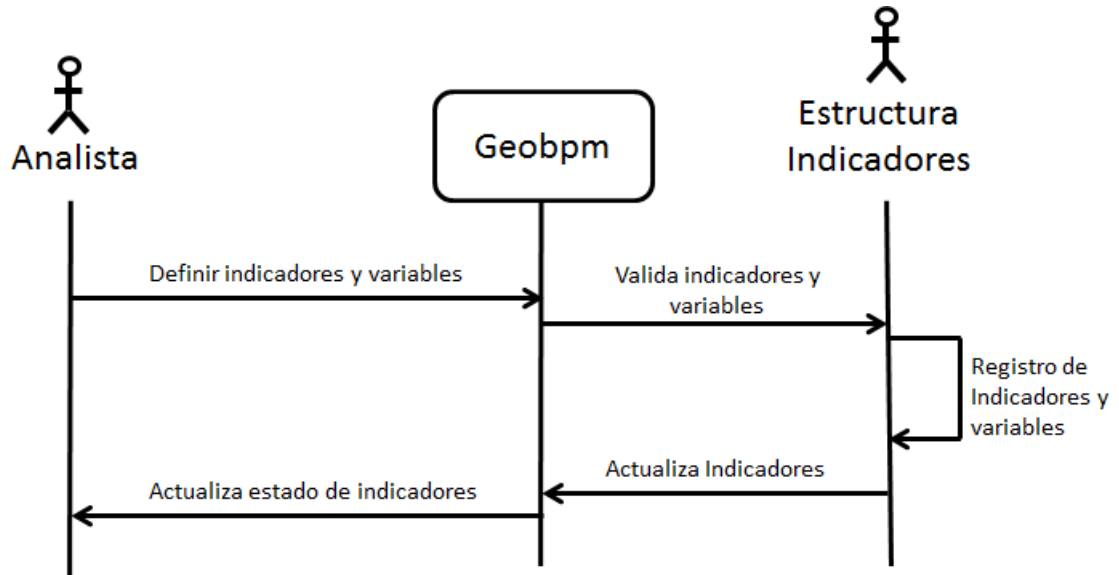 Analista
Geobpm
Estructura
Indicadores
Definir indicadores y variables
Valida indicadores y
variables
Registro de
Indicadores y
variables
Actualiza Indicadores
Actualiza estado de indicadores